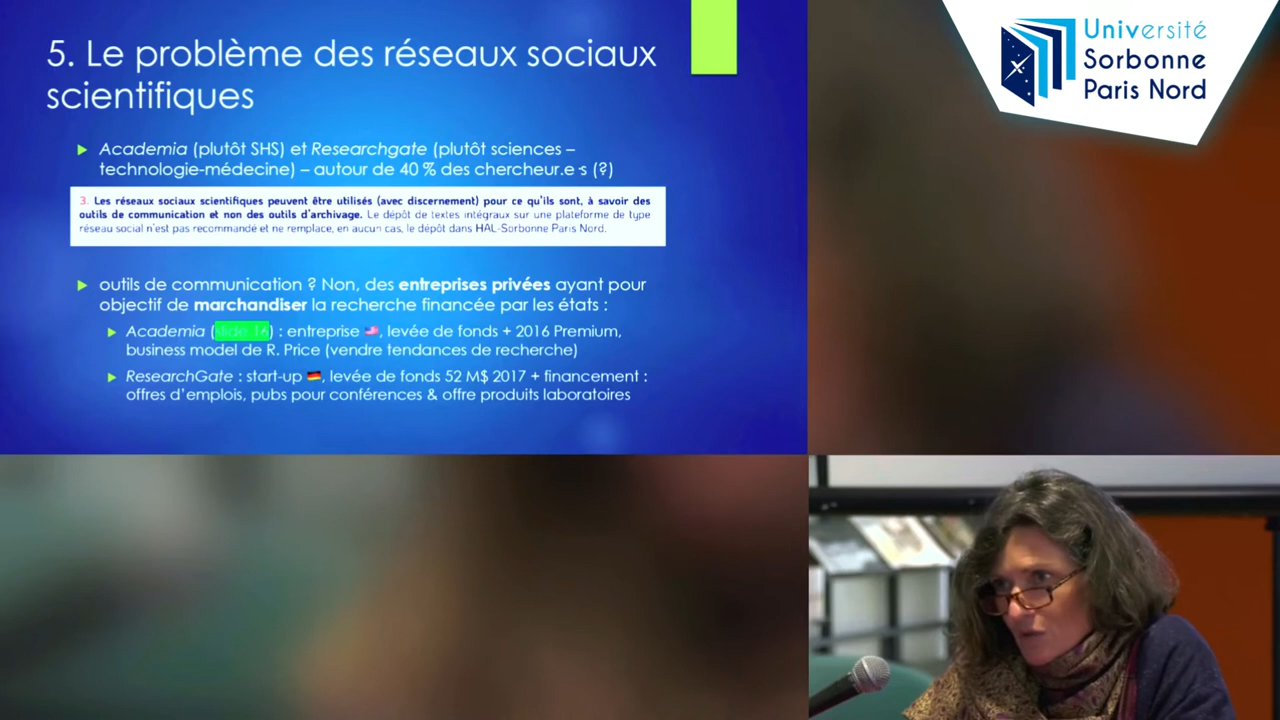 5. Le problème des réseaux sociaux
scientifiques
Academia (plutôt SHS) et Researchgate (plutôt sciences –
technologie-médecine) – autour de 40 % des chercheur.e·s (?)
3. Les réseaux sociaux scientifiques peuvent être utilisés (avec discernement) pour ce qu'ils sont, à savoir des
outils de communication et non des outils d'archivage. Le dépôt de textes intégraux sur une plateforme de type
réseau social n'est pas recommandé et ne remplace, en aucun cas, le dépôt dans HAL-Sorbonne Paris Nord.
outils de communication ? Non, des entreprises privées ayant pour
objectif de marchandiser la recherche financée par les états :
Academia (slide 16) : entreprise 🇺🇸, levée de fonds + 2016 Premium,
business model de R. Price (vendre tendances de recherche)
ResearchGate : start-up 🇩🇪, levée de fonds 52 M$ 2017 + financement :
offres d'emplois, pubs pour conférences & offre produits laboratoires
Université
Sorbonne
Paris Nord